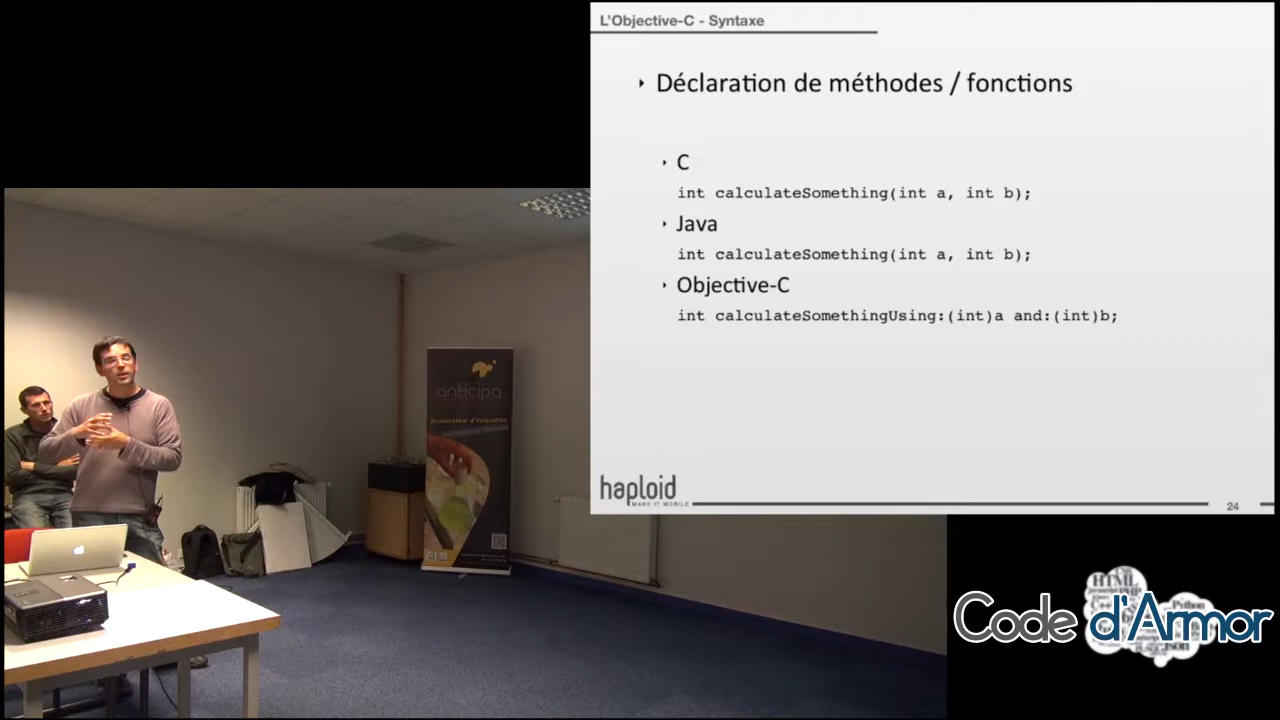 L'Objective-C - Syntaxe
‣ Déclaration de méthodes / fonctions
‣ C
int calculateSomething(int a, int b);
‣ Java
int calculateSomething(int a, int b);
‣ Objective-C
int calculateSomethingUsing:(int)a and:(int)b;
haploid
MAKE IT MOBILE
24
anticipa
Accélérateur d'innovation
HTML
C++
Python
Json
Code d'Armor